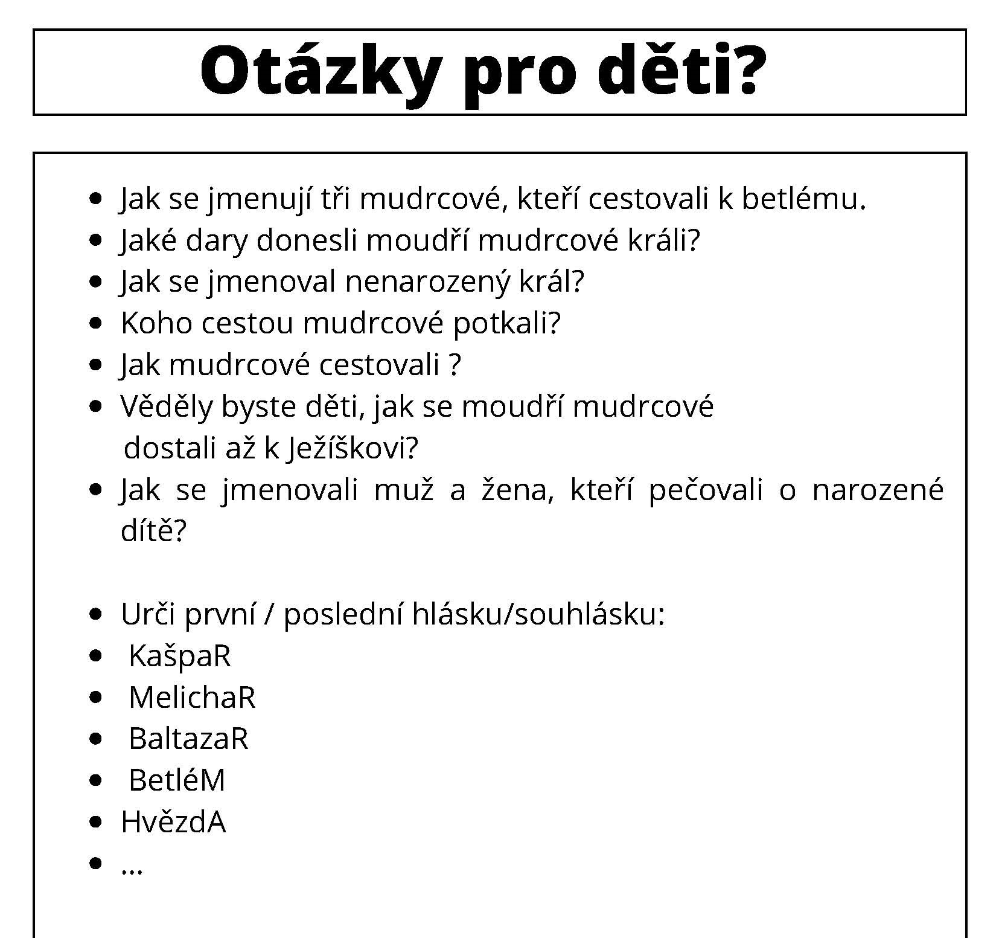 Otázky pro děti?
• Jak se jmenují tři mudrcové, kteří cestovali k betlému.
• Jaké dary donesli moudří mudrcové králi?
• Jak se jmenoval nenarozený král?
• Koho cestou mudrcové potkali?
• Jak mudrcové cestovali ?
• Věděly byste děti, jak se moudří mudrcové
dostali až k Ježíškovi?
• Jak se jmenovali muž a žena, kteří pečovali o narozené
dítě?
• Urči první / poslední hlásku/souhlásku:
• KašpaR
• MelichaR
• BaltazaR
• BetléM
• HvězdA
• ...